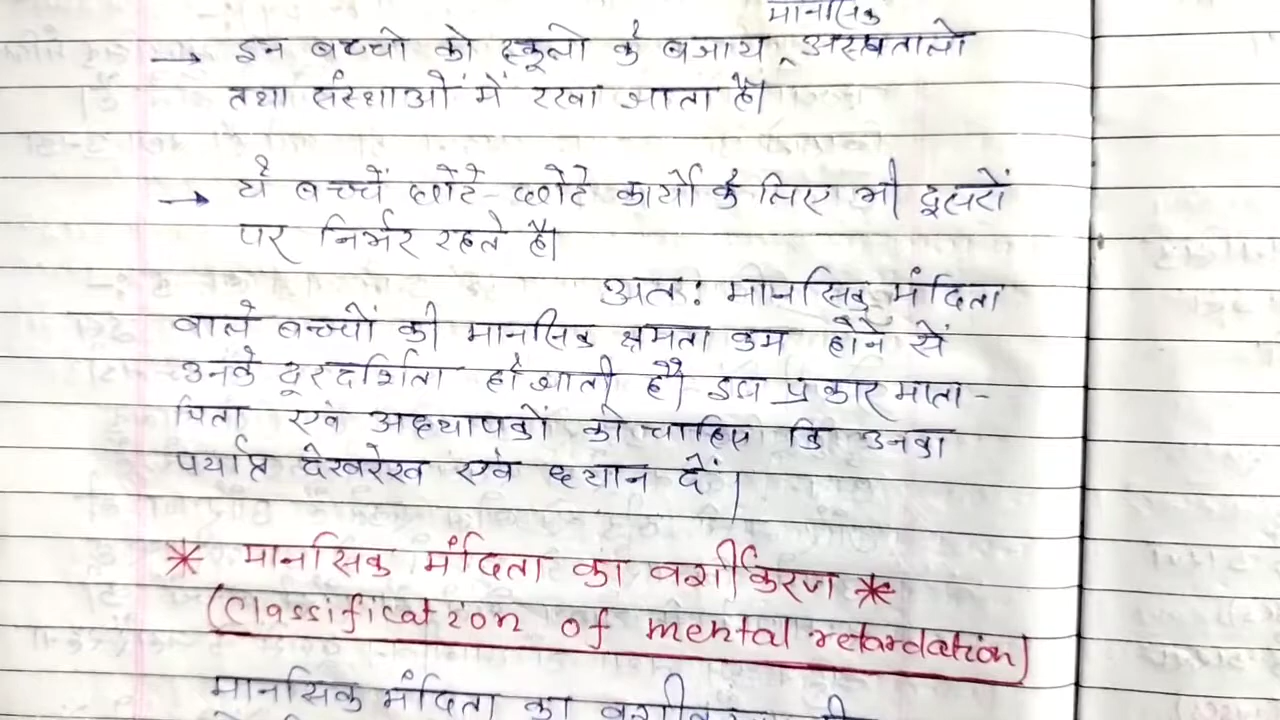 मानसिक
→ इन बच्चो को स्कूलो के बजाय ‸ अस्पतालो
तथा संस्थाओं में रखा जाता है।
→ ये बच्चें छोटे-छोटे कार्यो के लिए भी दूसरों
पर निर्भर रहते है।
अतः मानसिक मंदिता
वाले बच्चों की मानसिक क्षमता कम होने से
उनके दूरदर्शिता हो जाती है। इस प्रकार माता-
पिता एवं अध्यापकों को चाहिए कि उनका
पर्याप्त देखरेख एवं ध्यान दें।
* मानसिक मंदिता का वर्गीकरण *
(Classification of mental retardation)
मानसिक मंदिता का